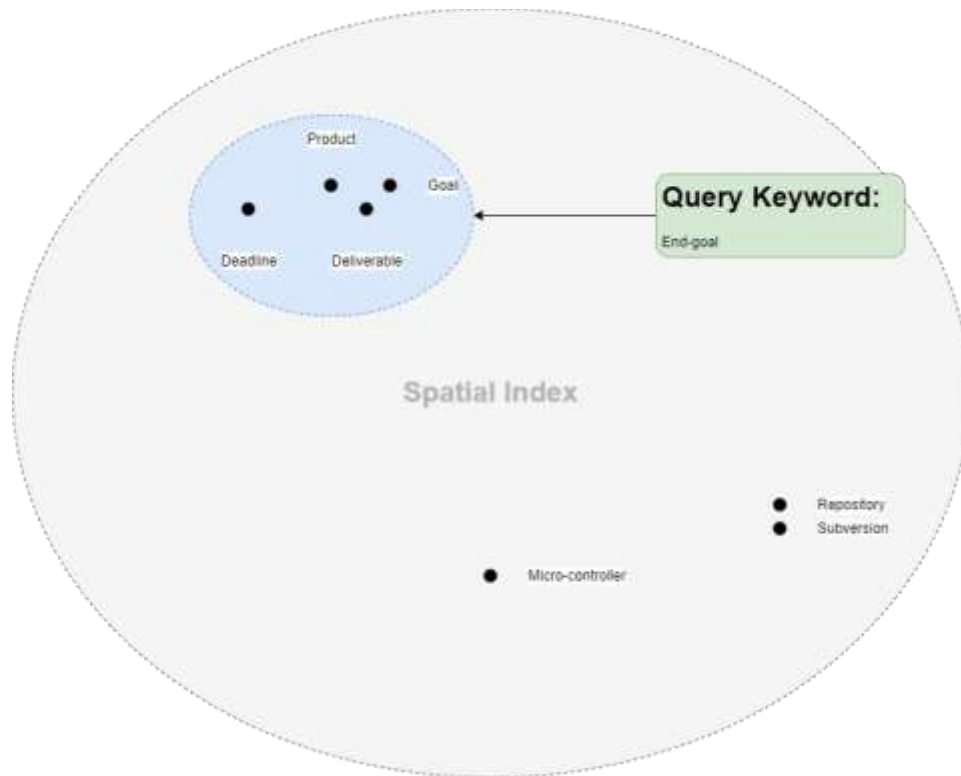 Product
Goal
Query Keyword:
End-goal
Deadline
Deliverable
Spatial Index
Repository
Subversion
Micro-controller